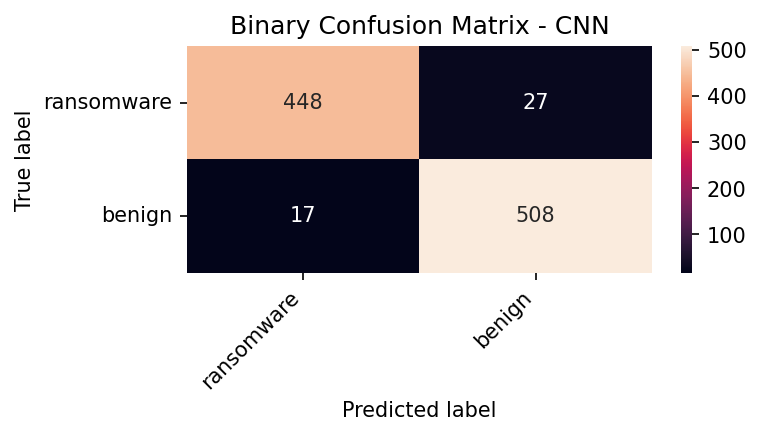 Binary Confusion Matrix - CNN
True label
ransomware
448
27
benign
17
508
ransomware
benign
Predicted label
500
400
300
200
100